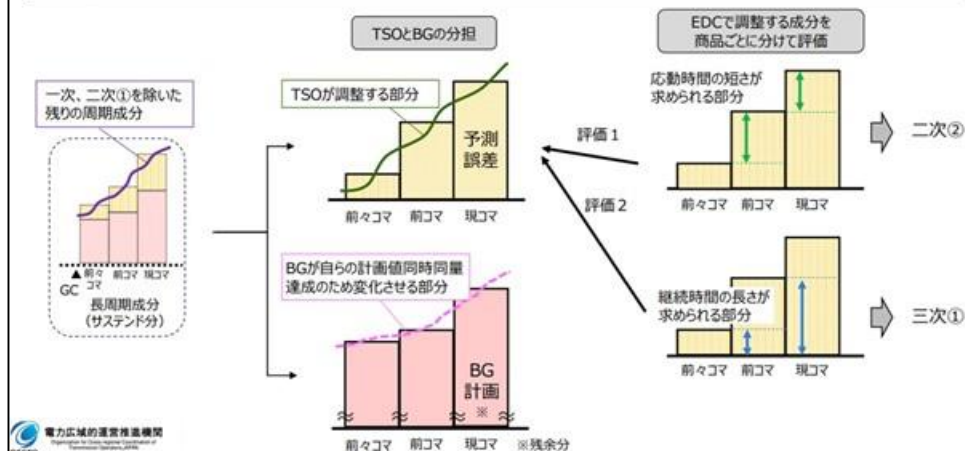 TSOとBGの分担
EDCで調整する成分を
商品ごとに分けて評価
一次、二次①を除いた
残りの周期成分
▲
GC
前々
コマ
前コマ
現コマ
長周期成分
(サステンド分)
TSOが調整する部分
予測
誤差
前々コマ
前コマ
現コマ
BGが自らの計画値同時同量
達成のため変化させる部分
BG
計画
※
前々コマ
前コマ
現コマ
※残余分
評価1
評価2
応動時間の短さが
求められる部分
前々コマ
前コマ
現コマ
二次②
継続時間の長さが
求められる部分
前々コマ
前コマ
現コマ
三次①
電力広域的運営推進機関